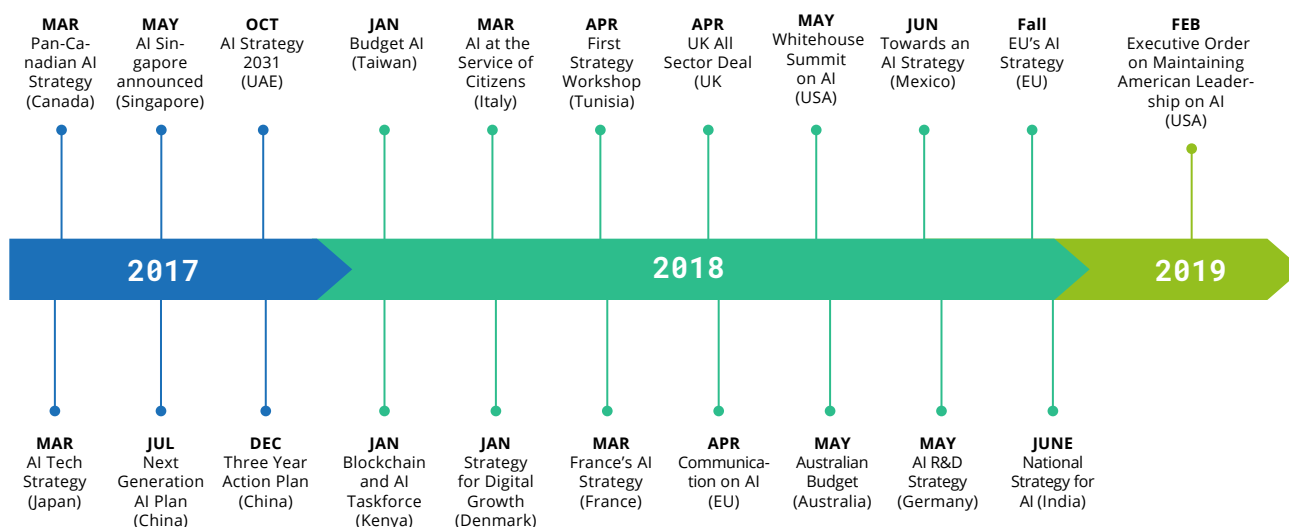 MAR
Pan-Ca-
nadian AI
Strategy
(Canada)
MAY
AI Sin-
gapore
announced
(Singapore)
OCT
AI Strategy
2031
(UAE)
JAN
Budget AI
(Taiwan)
MAR
AI at the
Service of
Citizens
(Italy)
APR
First
Strategy
Workshop
(Tunisia)
APR
UK All
Sector Deal
(UK
MAY
Whitehouse
Summit
on AI
(USA)
JUN
Towards an
AI Strategy
(Mexico)
Fall
EU's AI
Strategy
(EU)
FEB
Executive Order
on Maintaining
American Leader-
ship on AI
(USA)
2017
2018
2019
MAR
AI Tech
Strategy
(Japan)
JUL
Next
Generation
AI Plan
(China)
DEC
Three Year
Action Plan
(China)
JAN
Blockchain
and AI
Taskforce
(Kenya)
JAN
Strategy
for Digital
Growth
(Denmark)
MAR
France's AI
Strategy
(France)
APR
Communica-
tion on AI
(EU)
MAY
Australian
Budget
(Australia)
MAY
AI R&D
Strategy
(Germany)
JUNE
National
Strategy for
AI (India)